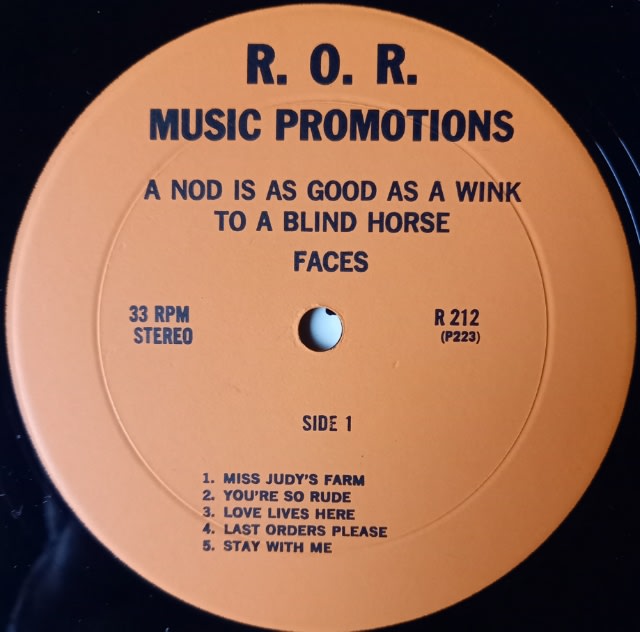 R. O. R.
MUSIC PROMOTIONS
A NOD IS AS GOOD AS A WINK
TO A BLIND HORSE
FACES
33 RPM
STEREO
R 212
(P223)
SIDE 1
1. MISS JUDY'S FARM
2. YOU'RE SO RUDE
3. LOVE LIVES HERE
4. LAST ORDERS PLEASE
5. STAY WITH ME